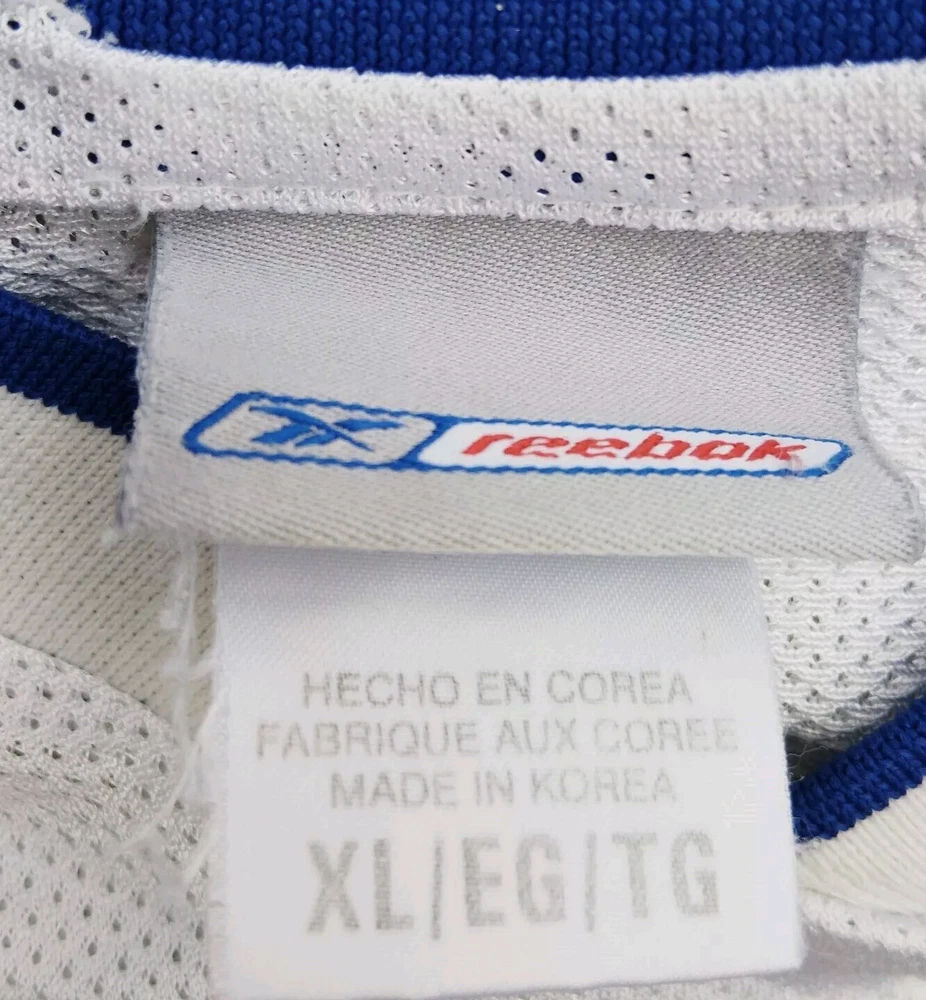 reebok
HECHO EN COREA
FABRIQUE AUX COREE
MADE IN KOREA
XL/EG/TG